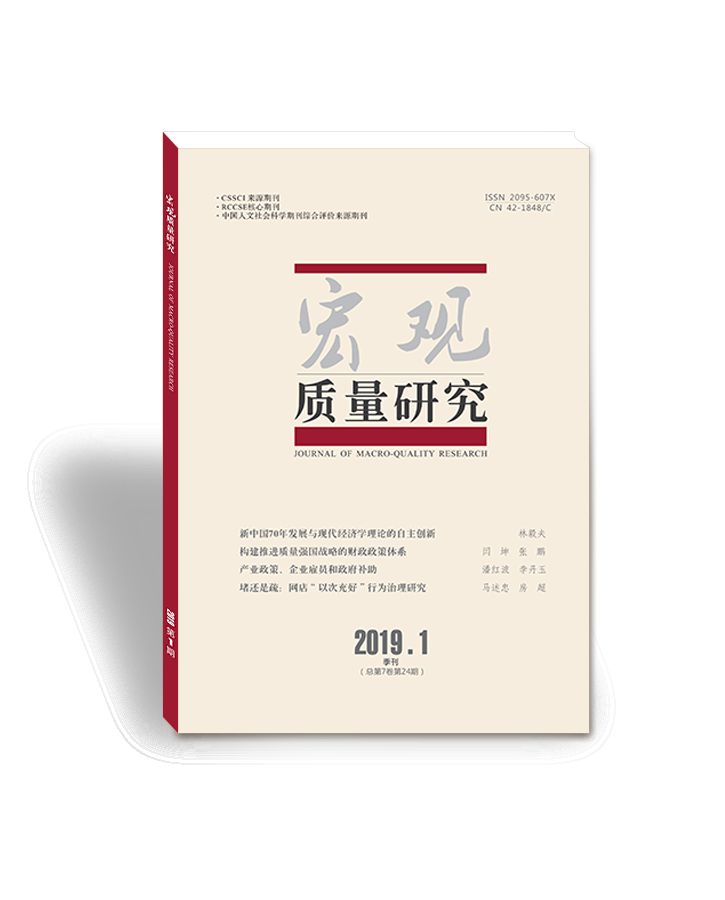 宏观质量研究 JOURNAL OF MACRO-QUALITY RESEARCH
2019 第1期
· CSSCI 来源期刊
· RCCSE核心期刊
· 中国人文社会科学期刊综合评价来源期刊
ISSN 2095-607X
CN 42-1848/C
宏观
质量研究
JOURNAL OF MACRO-QUALITY RESEARCH
新中国70年发展与现代经济学理论的自主创新 林毅夫
构建推进质量强国战略的财政政策体系 闫 坤 张 鹏
产业政策、企业雇员和政府补助 潘红波 李丹玉
堵还是疏：网店“以次充好”行为治理研究 马述忠 房 超
2019.1
季刊
（总第7卷第24期）